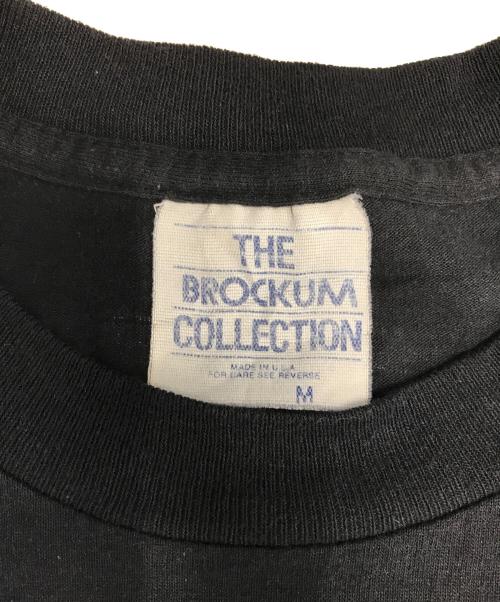 THE
BROCKUM
COLLECTION
MADE IN U.S.A.
FOR CARE SEE REVERSE
M